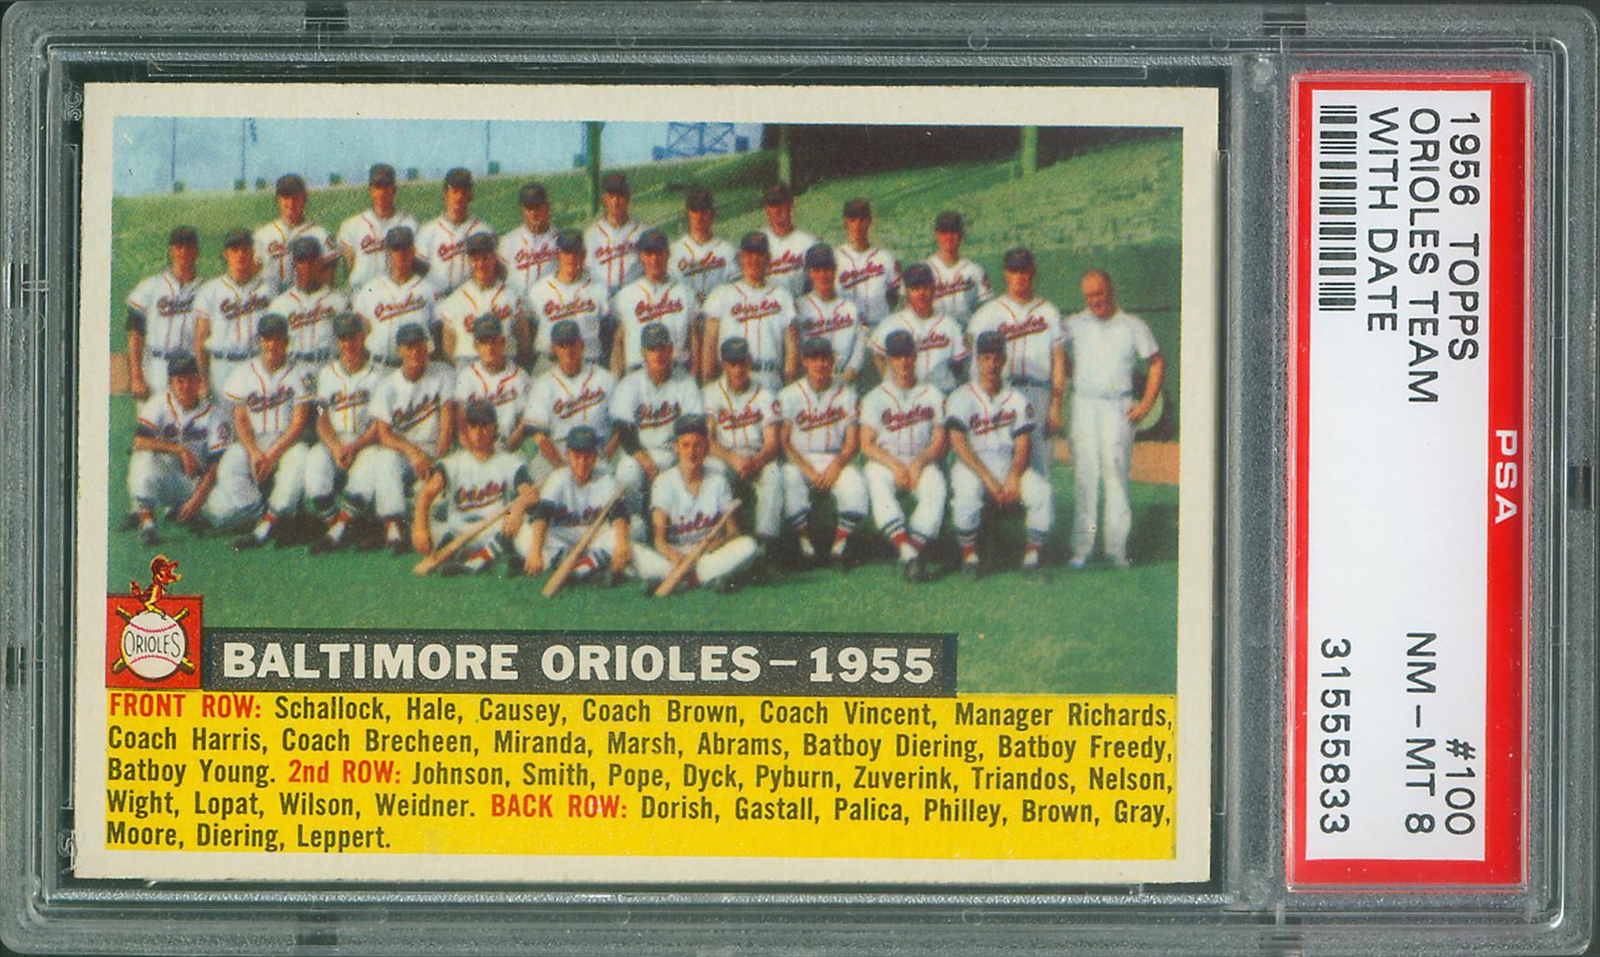 ORIOLES
BALTIMORE ORIOLES–1955
FRONT ROW: Schallock, Hale, Causey, Coach Brown, Coach Vincent, Manager Richards,
Coach Harris, Coach Brecheen, Miranda, Marsh, Abrams, Batboy Diering, Batboy Freedy,
Batboy Young. 2nd ROW: Johnson, Smith, Pope, Dyck, Pyburn, Zuverink, Triandos, Nelson,
Wight, Lopat, Wilson, Weidner. BACK ROW: Dorish, Gastall, Palica, Philley, Brown, Gray,
Moore, Diering, Leppert.
PSA
1956 TOPPS #100
ORIOLES TEAM NM-MT 8
WITH DATE
31555833